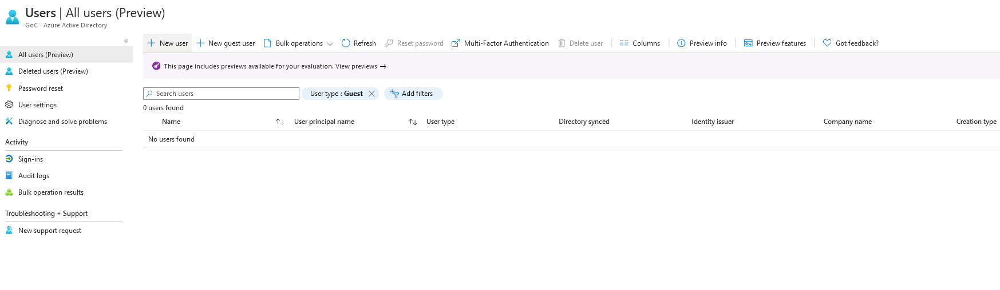 Users | All users (Preview)
GoC - Azure Active Directory
«
All users (Preview)
Deleted users (Preview)
Password reset
User settings
Diagnose and solve problems
Activity
Sign-ins
Audit logs
Bulk operation results
Troubleshooting + Support
New support request
New user New guest user Bulk operations Refresh Reset password Multi-Factor Authentication Delete user Columns Preview info Preview features Got feedback?
This page includes previews available for your evaluation. View previews →
Search users User type : Guest Add filters
0 users found
Name User principal name User type Directory synced Identity issuer Company name Creation type
No users found